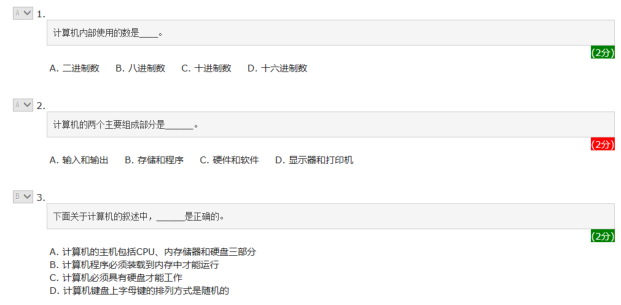 A 1.
计算机内部使用的数是____。
(2分)
A. 二进制数 B. 八进制数 C. 十进制数 D. 十六进制数
A 2.
计算机的两个主要组成部分是______。
(2分)
A. 输入和输出 B. 存储和程序 C. 硬件和软件 D. 显示器和打印机
B 3.
下面关于计算机的叙述中，______是正确的。
(2分)
A. 计算机的主机包括CPU、内存储器和硬盘三部分
B. 计算机程序必须装载到内存中才能运行
C. 计算机必须具有硬盘才能工作
D. 计算机键盘上字母键的排列方式是随机的